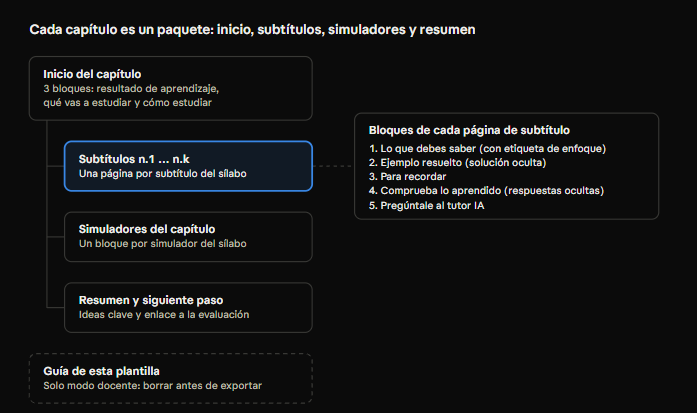 Cada capítulo es un paquete: inicio, subtítulos, simuladores y resumen
Inicio del capítulo
3 bloques: resultado de aprendizaje,
qué vas a estudiar y cómo estudiar
Subtítulos n.1 ... n.k
Una página por subtítulo del sílabo
Simuladores del capítulo
Un bloque por simulador del sílabo
Resumen y siguiente paso
Ideas clave y enlace a la evaluación
Guía de esta plantilla
Solo modo docente: borrar antes de exportar
Bloques de cada página de subtítulo
1. Lo que debes saber (con etiqueta de enfoque)
2. Ejemplo resuelto (solución oculta)
3. Para recordar
4. Comprueba lo aprendido (respuestas ocultas)
5. Pregúntale al tutor IA